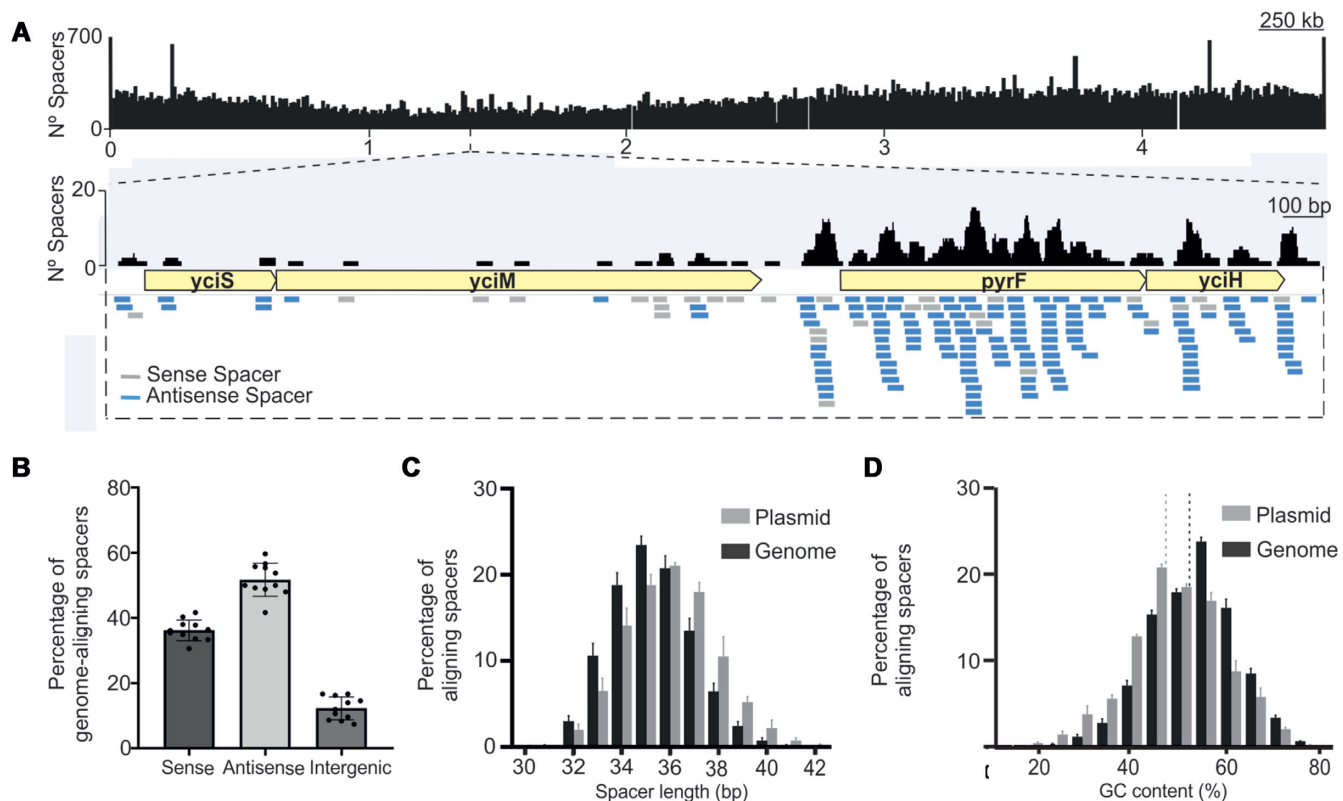 A
700
Nº Spacers
0
250 kb
0
1
2
3
4
20
Nº Spacers
0
100 bp
yciS
yciM
pyrF
yciH
Sense Spacer
Antisense Spacer
B
Percentage of
genome-aligning spacers
80
60
40
20
0
Sense
Antisense
Intergenic
C
Percentage of
aligning spacers
30
20
10
0
Plasmid
Genome
30
32
34
36
38
40
42
Spacer length (bp)
D
Percentage of
aligning spacers
30
20
10
0
Plasmid
Genome
20
40
60
80
GC content (%)